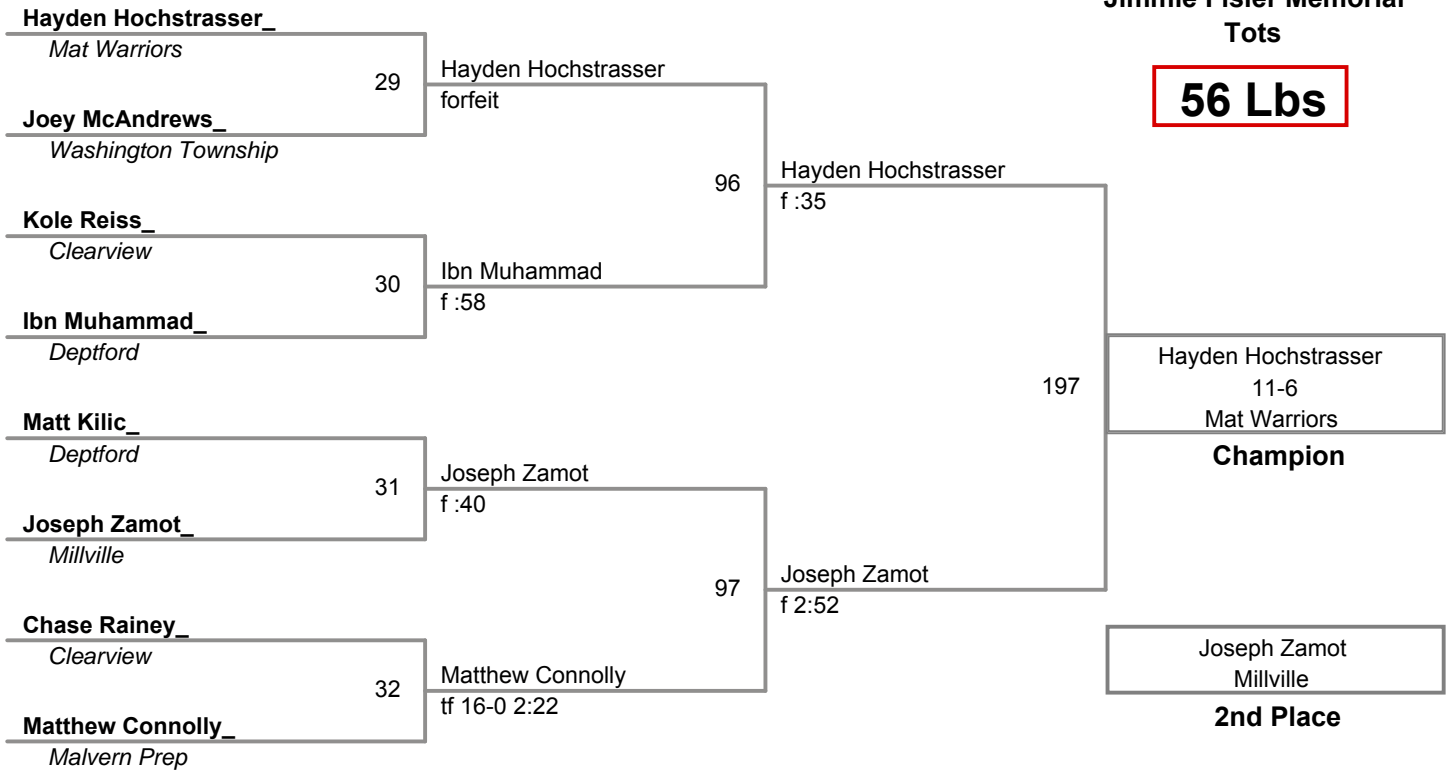 Jimmie Fisler Memorial
Tots
56 Lbs
Hayden Hochstrasser_
Mat Warriors
29
Joey McAndrews_
Washington Township
Kole Reiss_
Clearview
30
Ibn Muhammad_
Deptford
Matt Kilic_
Deptford
31
Joseph Zamot_
Millville
Chase Rainey_
Clearview
32
Matthew Connolly_
Malvern Prep
Hayden Hochstrasser
forfeit
96
Ibn Muhammad
f :58
Joseph Zamot
f :40
97
Matthew Connolly
tf 16-0 2:22
Hayden Hochstrasser
f :35
197
Joseph Zamot
f 2:52
Hayden Hochstrasser
11-6
Mat Warriors
Champion
Joseph Zamot
Millville
2nd Place